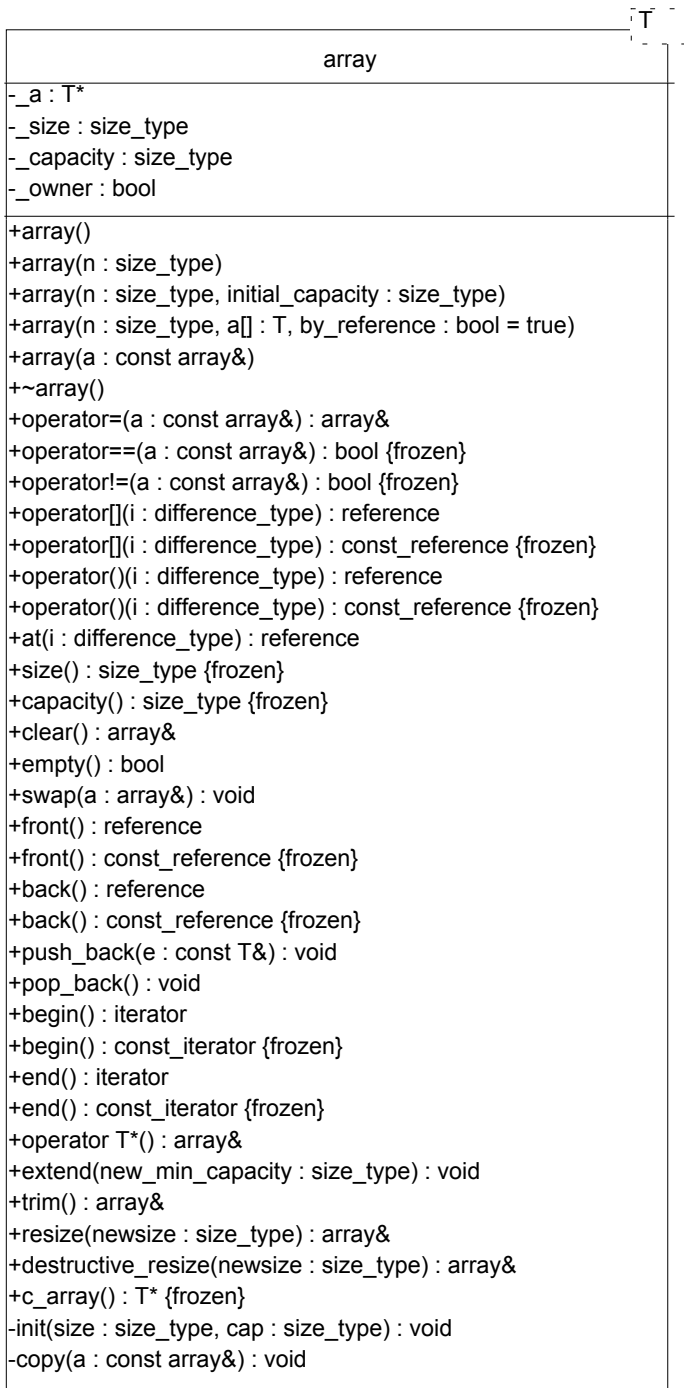 T
array
-_a : T*
-_size : size_type
-_capacity : size_type
-_owner : bool
+array()
+array(n : size_type)
+array(n : size_type, initial_capacity : size_type)
+array(n : size_type, a[] : T, by_reference : bool = true)
+array(a : const array&)
+~array()
+operator=(a : const array&) : array&
+operator==(a : const array&) : bool {frozen}
+operator!=(a : const array&) : bool {frozen}
+operator[](i : difference_type) : reference
+operator[](i : difference_type) : const_reference {frozen}
+operator()(i : difference_type) : reference
+operator()(i : difference_type) : const_reference {frozen}
+at(i : difference_type) : reference
+size() : size_type {frozen}
+capacity() : size_type {frozen}
+clear() : array&
+empty() : bool
+swap(a : array&) : void
+front() : reference
+front() : const_reference {frozen}
+back() : reference
+back() : const_reference {frozen}
+push_back(e : const T&) : void
+pop_back() : void
+begin() : iterator
+begin() : const_iterator {frozen}
+end() : iterator
+end() : const_iterator {frozen}
+operator T*() : array&
+extend(new_min_capacity : size_type) : void
+trim() : array&
+resize(newsize : size_type) : array&
+destructive_resize(newsize : size_type) : array&
+c_array() : T* {frozen}
-init(size : size_type, cap : size_type) : void
-copy(a : const array&) : void